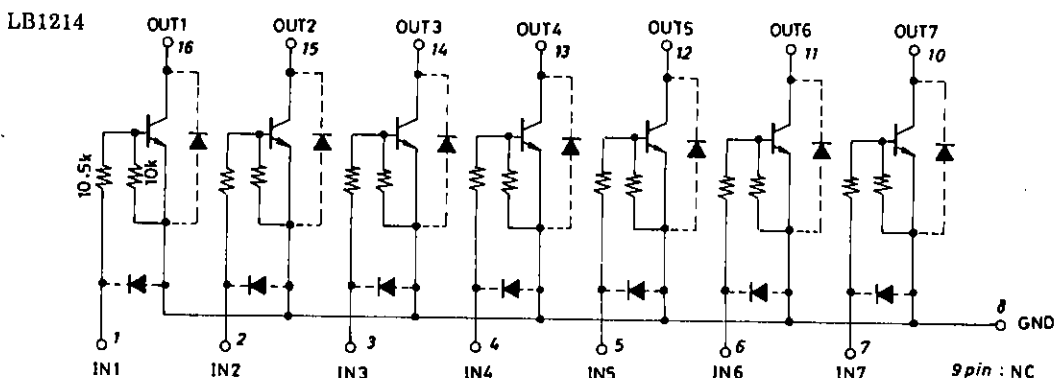 LB1214
OUT1 OUT2 OUT3 OUT4 OUT5 OUT6 OUT7
16 15 14 13 12 11 10
10.5k 10k
8 GND
1 2 3 4 5 6 7
IN1 IN2 IN3 IN4 IN5 IN6 IN7 9pin : NC